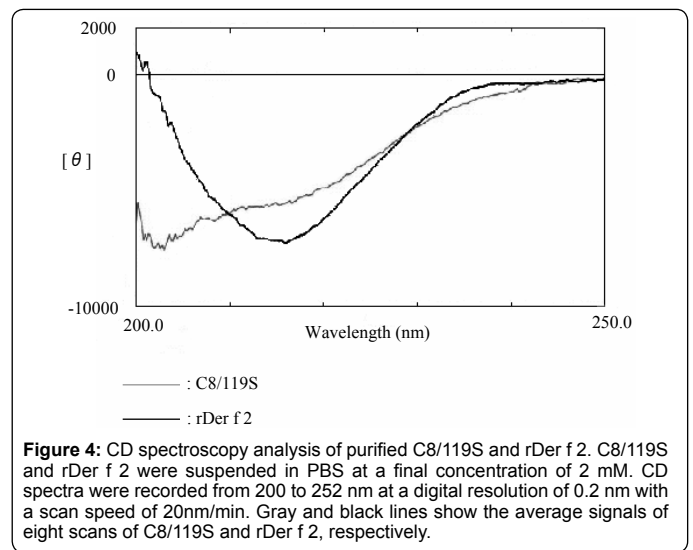 2000
0
[ θ ]
-10000
200.0
Wavelength (nm)
250.0
: C8/119S
: rDer f 2
Figure 4: CD spectroscopy analysis of purified C8/119S and rDer f 2. C8/119S
and rDer f 2 were suspended in PBS at a final concentration of 2 mM. CD
spectra were recorded from 200 to 252 nm at a digital resolution of 0.2 nm with
a scan speed of 20nm/min. Gray and black lines show the average signals of
eight scans of C8/119S and rDer f 2, respectively.